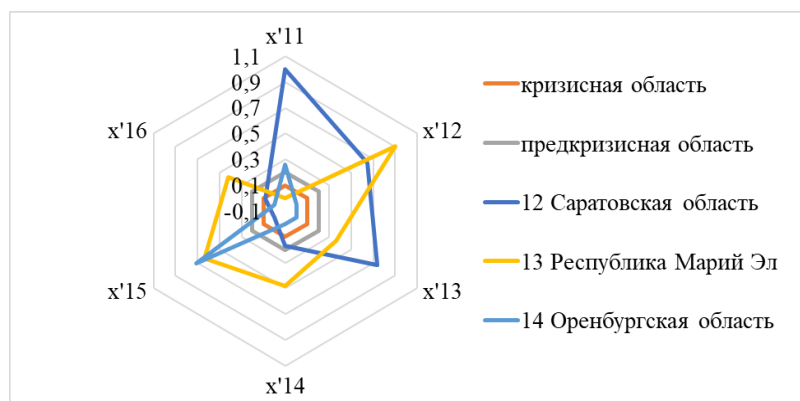 x'11
1,1
0,9
0,7
0,5
0,3
0,1
-0,1
x'12
x'13
x'14
x'15
x'16
кризисная область
предкризисная область
12 Саратовская область
13 Республика Марий Эл
14 Оренбургская область